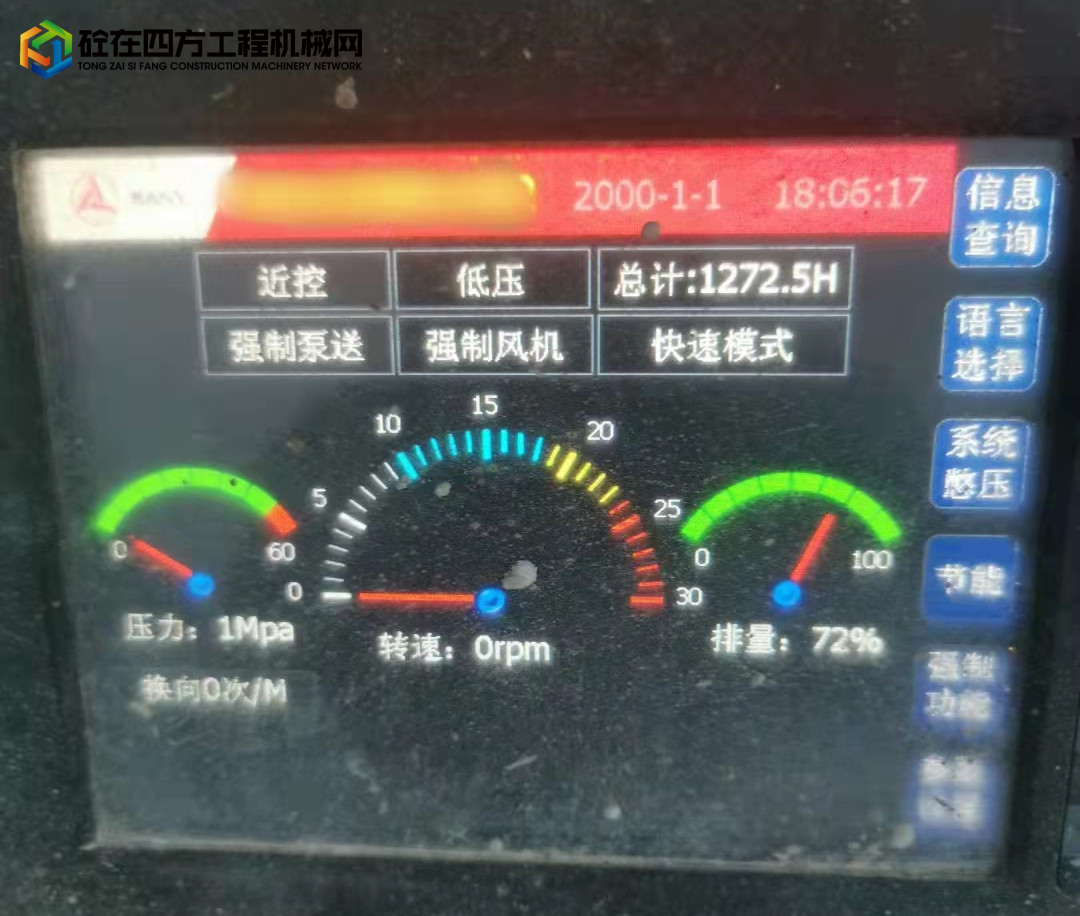 砼在四方工程机械网
TONG ZAI SI FANG CONSTRUCTION MACHINERY NETWORK
SANY
2000-1-1 18:06:17
信息
查询
近控 低压 总计:1272.5H
强制泵送 强制风机 快速模式
语言
选择
系统
憋压
0 60
0 5 10 15 20 25 30
0 100
节能
压力: 1Mpa
转速: 0rpm
排量: 72%
换向0次/M
强制
功能